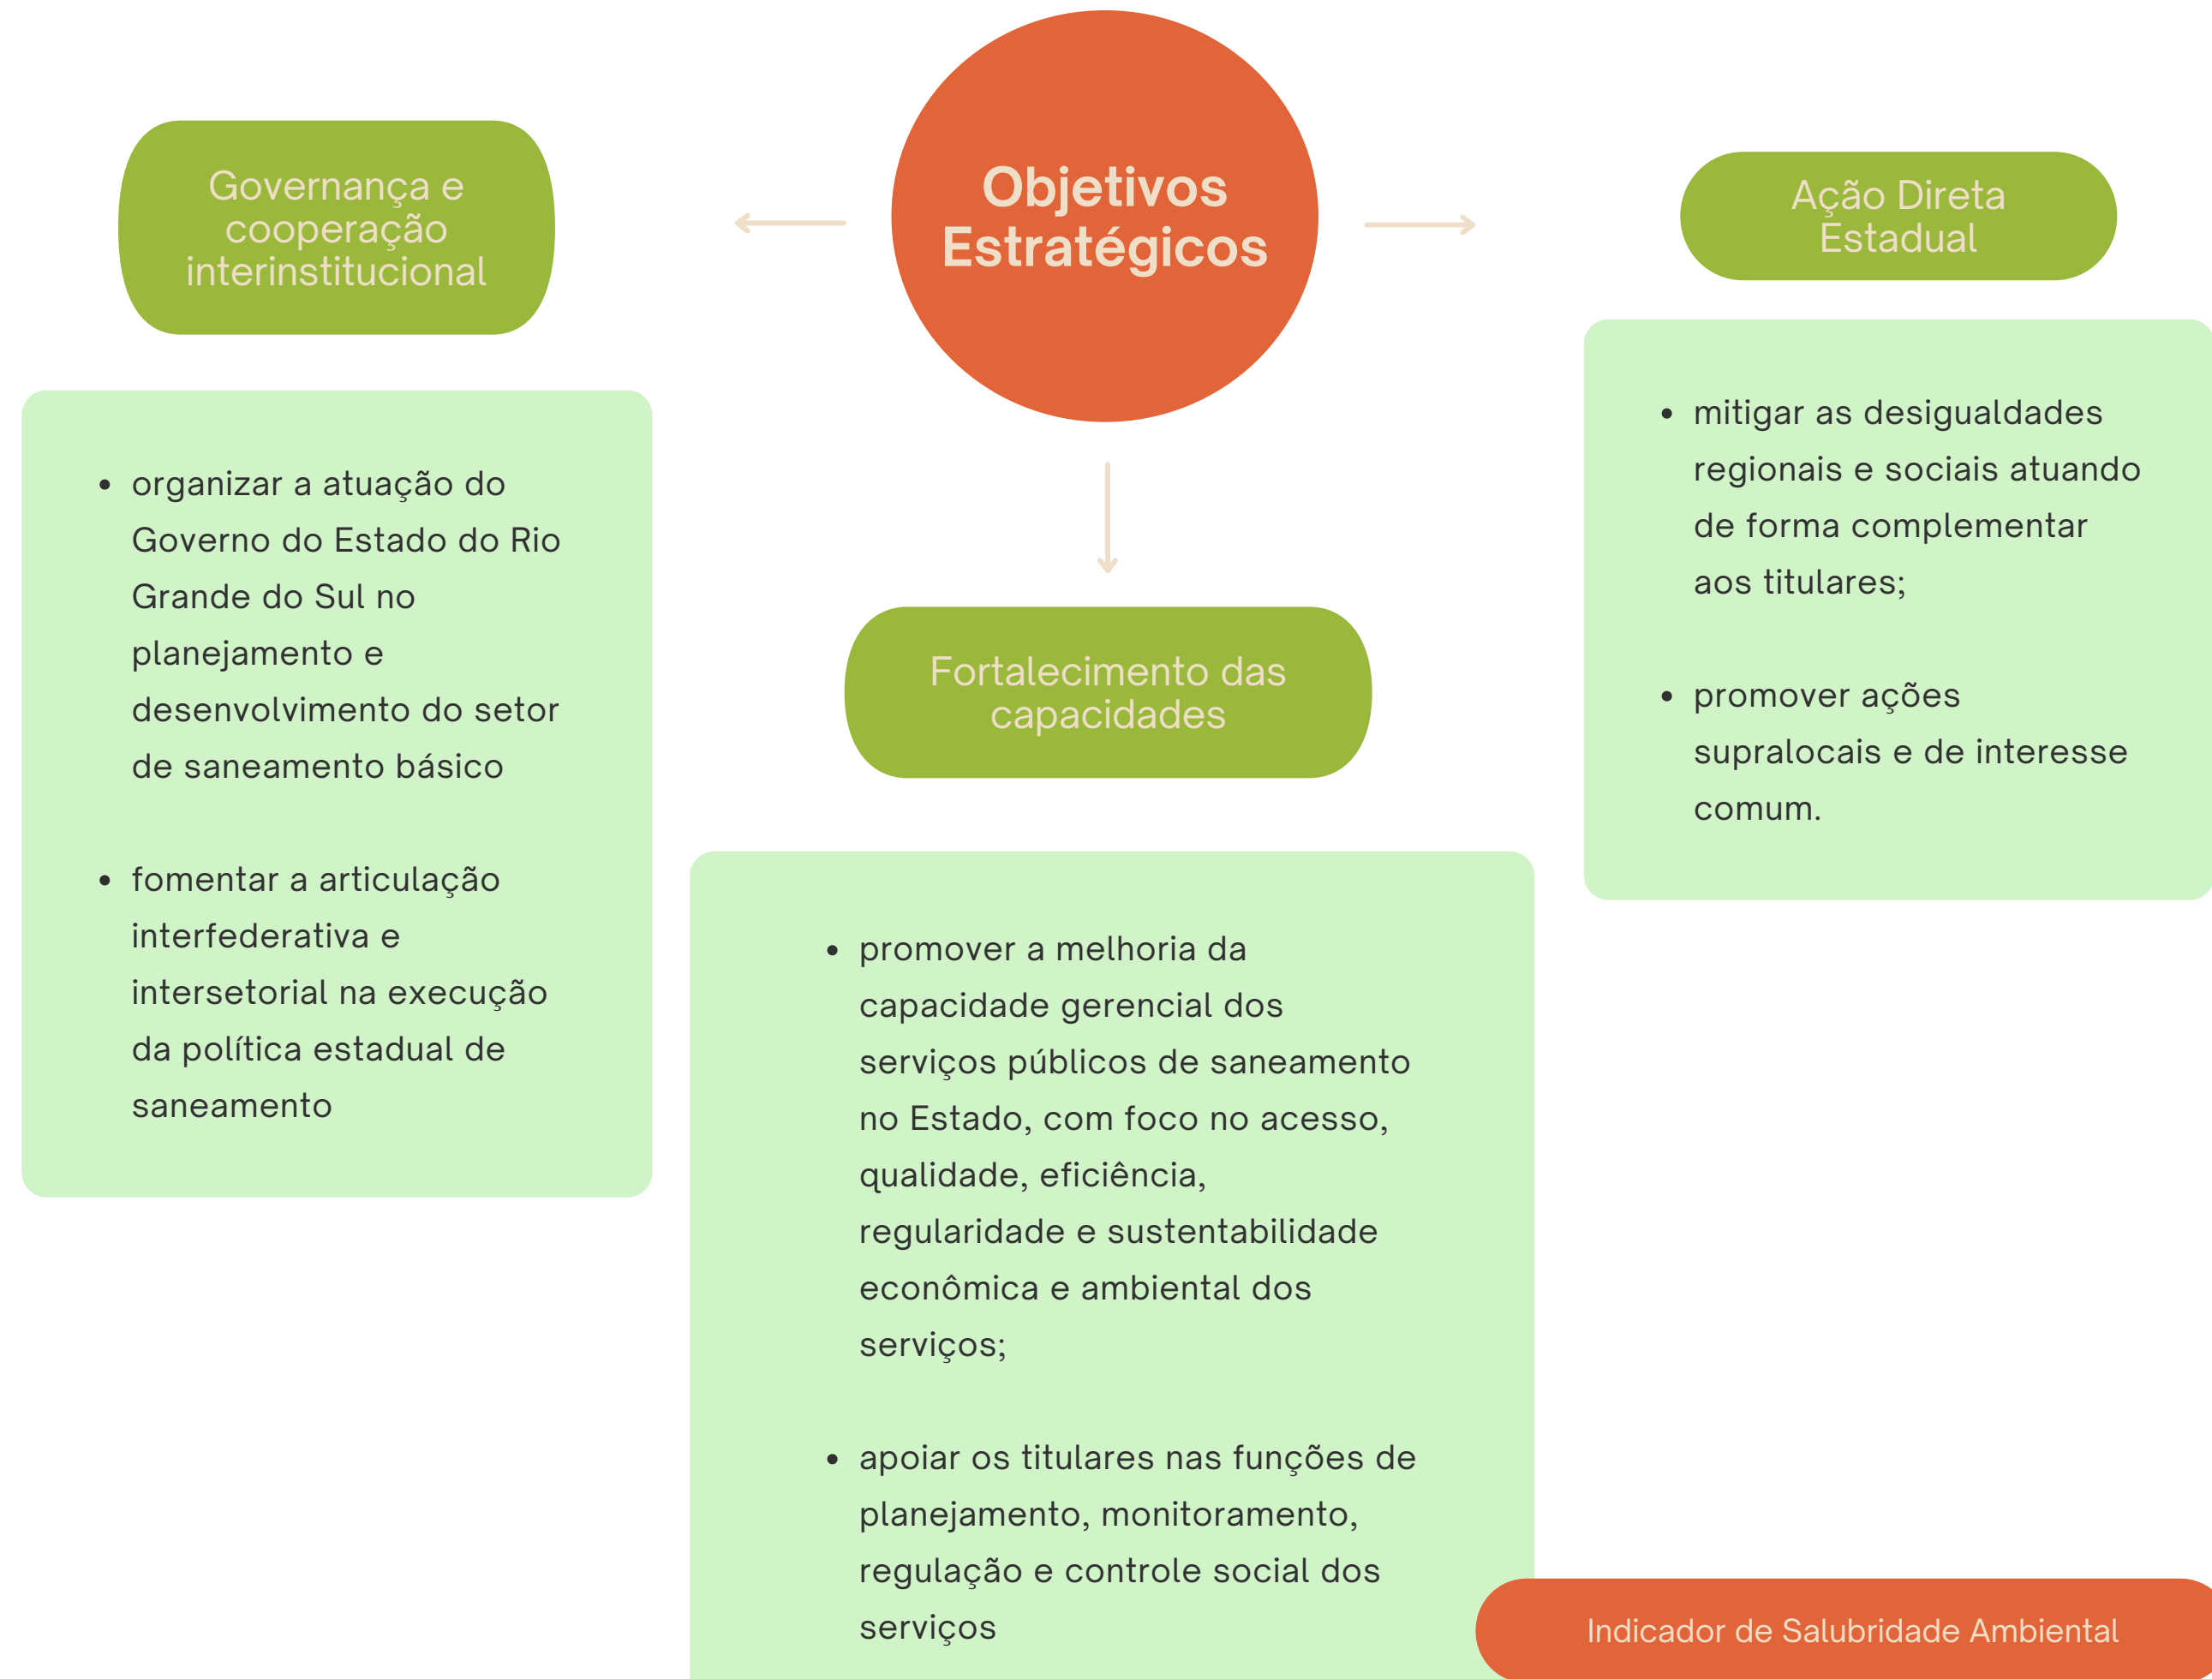 Objetivos
Estratégicos
Governança e
cooperação
interinstitucional
organizar a atuação do
Governo do Estado do Rio
Grande do Sul no
planejamento e
desenvolvimento do setor
de saneamento básico
fomentar a articulação
interfederativa e
intersetorial na execução
da política estadual de
saneamento
Fortalecimento das
capacidades
promover a melhoria da
capacidade gerencial dos
serviços públicos de saneamento
no Estado, com foco no acesso,
qualidade, eficiência,
regularidade e sustentabilidade
econômica e ambiental dos
serviços;
apoiar os titulares nas funções de
planejamento, monitoramento,
regulação e controle social dos
serviços
Ação Direta
Estadual
mitigar as desigualdades
regionais e sociais atuando
de forma complementar
aos titulares;
promover ações
supralocais e de interesse
comum.
Indicador de Salubridade Ambiental